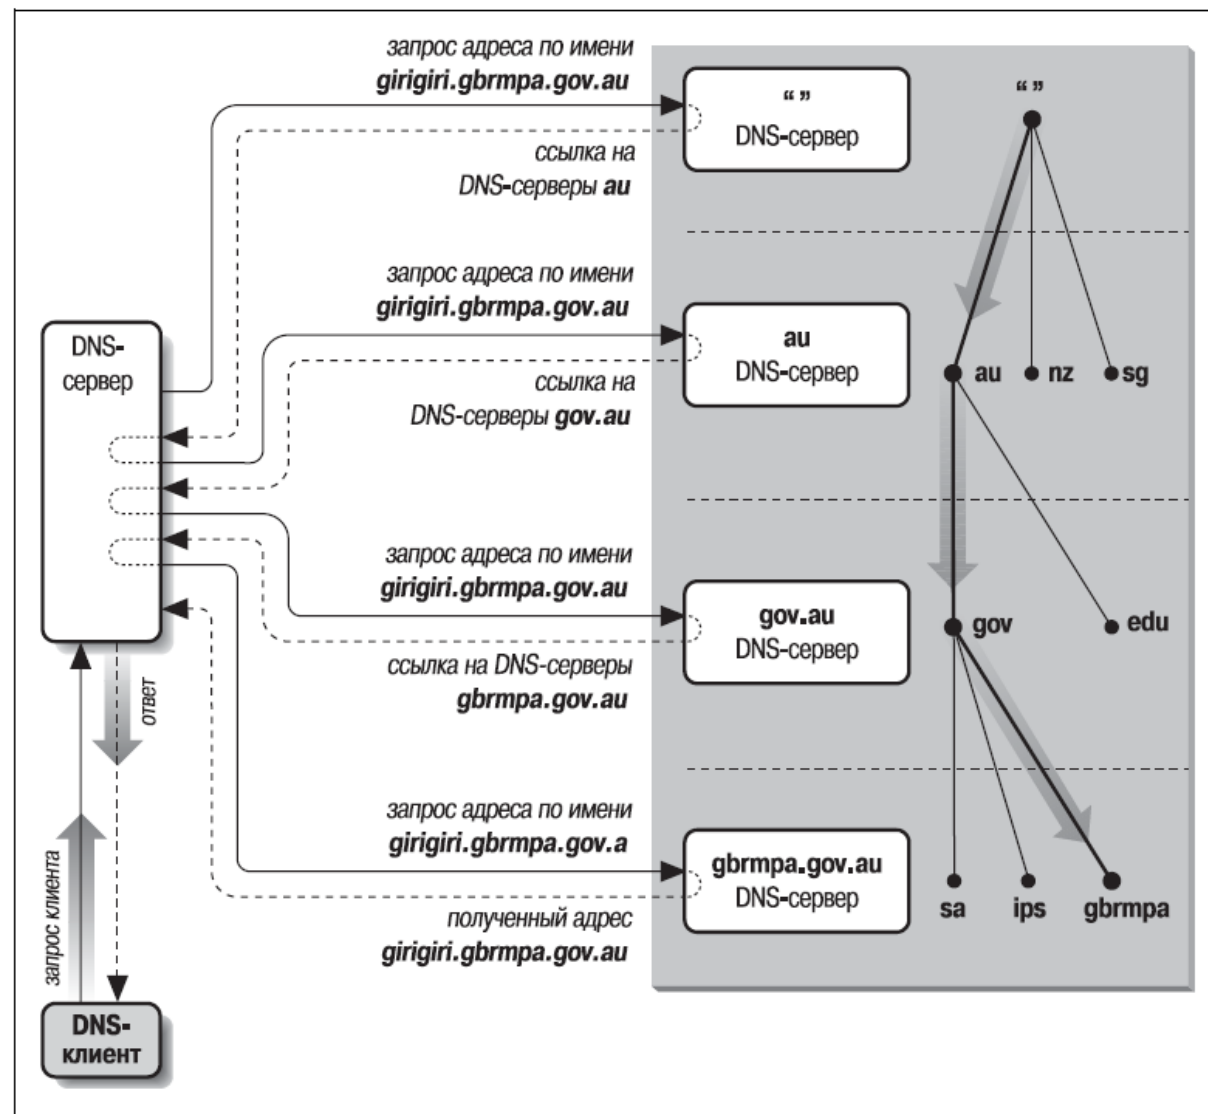 запрос адреса по имени
girigiri.gbrmpa.gov.au
“ ”
DNS-сервер
“ ”
ссылка на
DNS-серверы au
запрос адреса по имени
girigiri.gbrmpa.gov.au
DNS-
сервер
au
DNS-сервер
au
nz
sg
ссылка на
DNS-серверы gov.au
запрос адреса по имени
girigiri.gbrmpa.gov.au
gov.au
DNS-сервер
gov
edu
ссылка на DNS-серверы
gbrmpa.gov.au
ответ
запрос адреса по имени
girigiri.gbrmpa.gov.a
gbrmpa.gov.au
DNS-сервер
sa
ips
gbrmpa
полученный адрес
girigiri.gbrmpa.gov.au
запрос клиента
DNS-
клиент